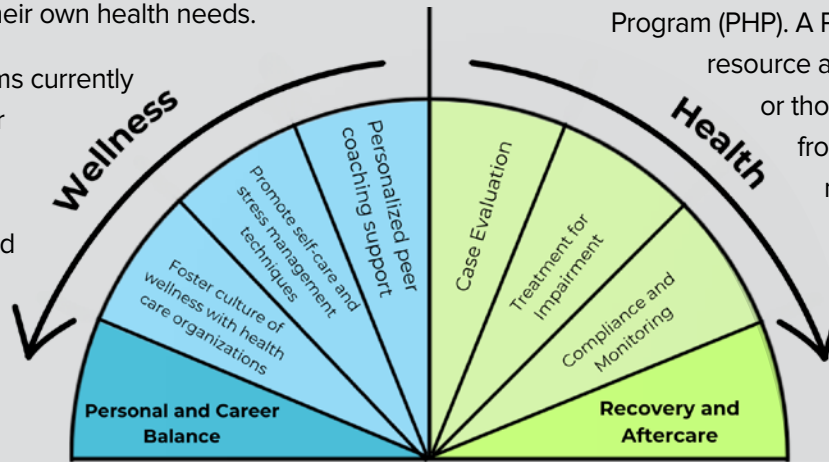 their own health needs.
ms currently
r
d
Program (PHP). A P
resource a
or tho
fro
r
Wellness
Health
Personal and Career
Balance
Foster culture of
wellness with health
care organizations
Promote self-care and
stress management
techniques
Personalized peer
coaching support
Case Evaluation
Treatment for
Impairment
Compliance and
Monitoring
Recovery and
Aftercare